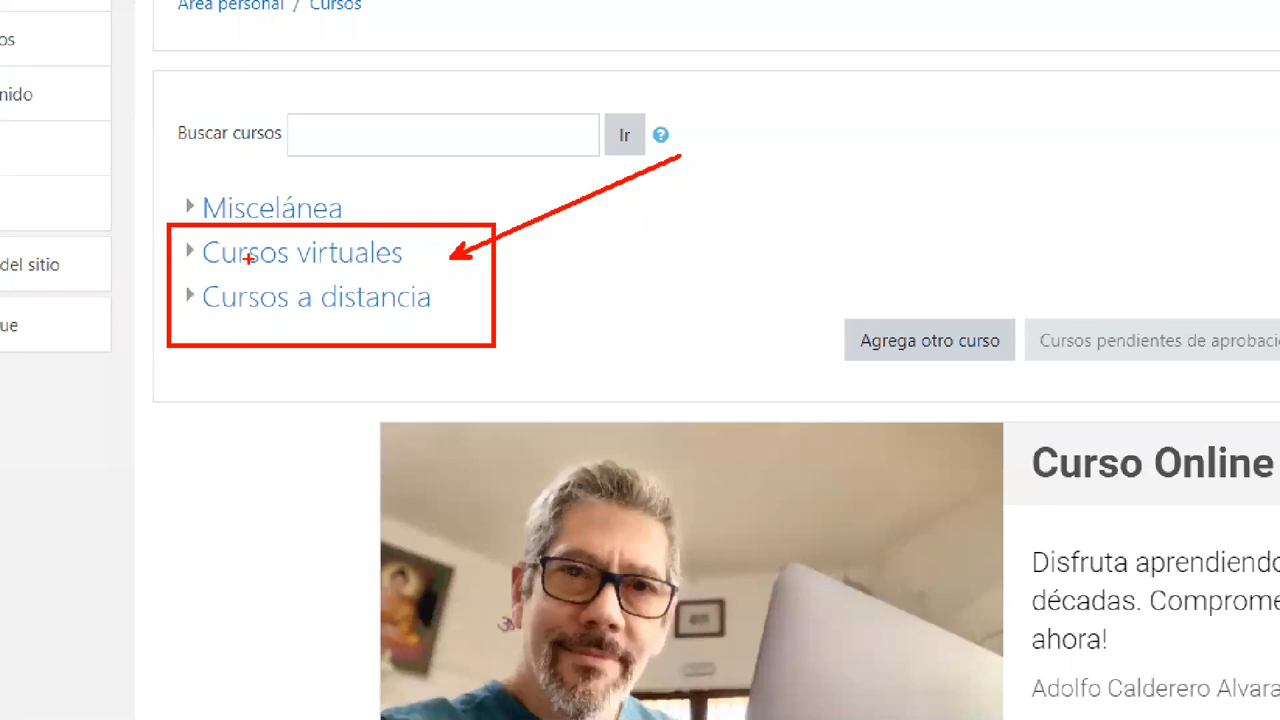 Área personal / Cursos
os
nido
del sitio
ue
Buscar cursos
Ir
?
Miscelánea
Cursos virtuales
Cursos a distancia
Agrega otro curso
Cursos pendientes de aprobació
Curso Online
Disfruta aprendiendo
décadas. Comprome
ahora!
Adolfo Calderero Alvara